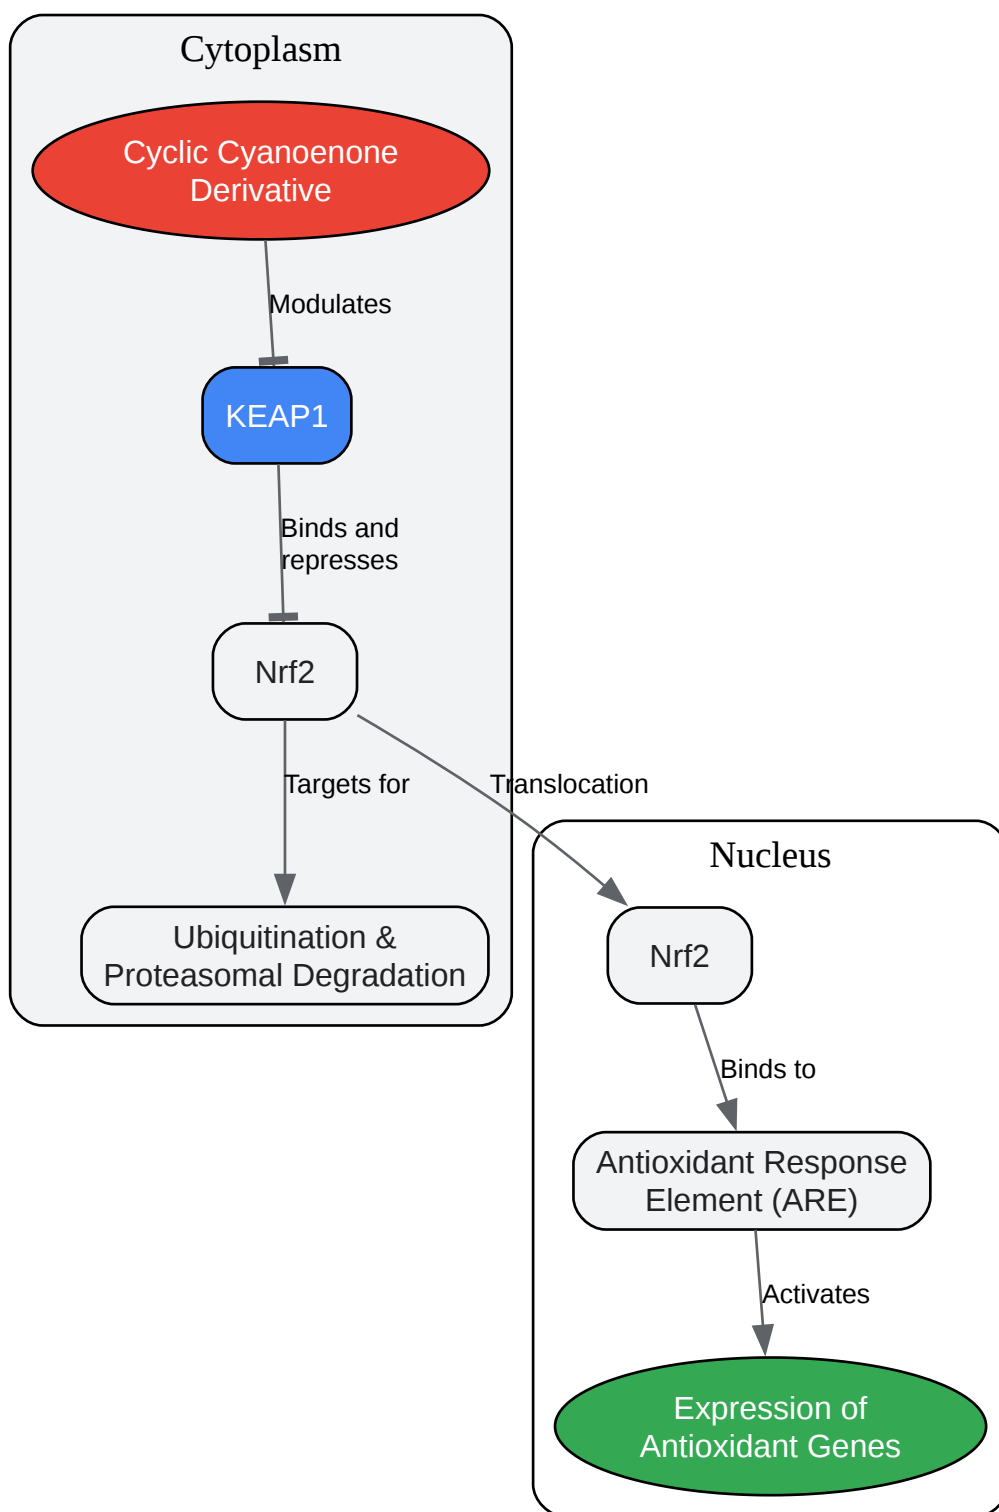 Cytoplasm
Cyclic Cyanoenone
Derivative
Modulates
KEAP1
Binds and
represses
Nrf2
Targets for
Translocation
Ubiquitination &
Proteasomal Degradation
Nucleus
Nrf2
Binds to
Antioxidant Response
Element (ARE)
Activates
Expression of
Antioxidant Genes